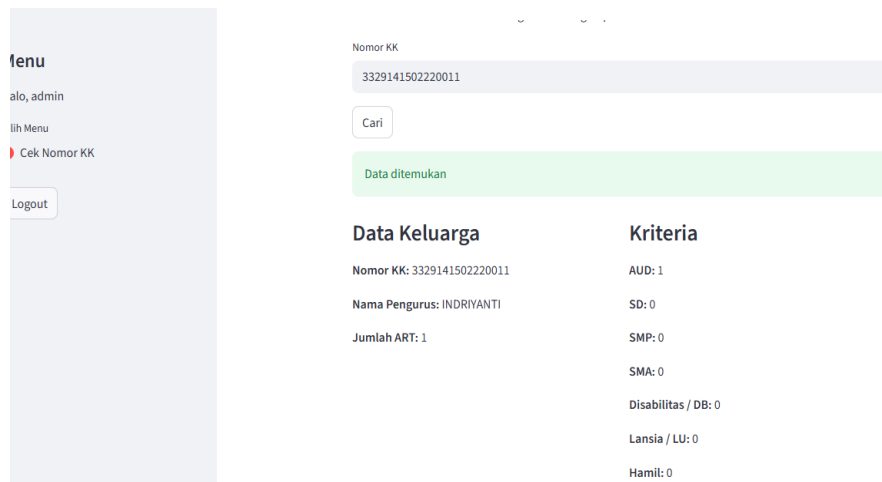 Menu
alo, admin
lih Menu
Cek Nomor KK
Logout
Nomor KK
3329141502220011
Cari
Data ditemukan
Data Keluarga
Nomor KK: 3329141502220011
Nama Pengurus: INDRIYANTI
Jumlah ART: 1
Kriteria
AUD: 1
SD: 0
SMP: 0
SMA: 0
Disabilitas / DB: 0
Lansia / LU: 0
Hamil: 0